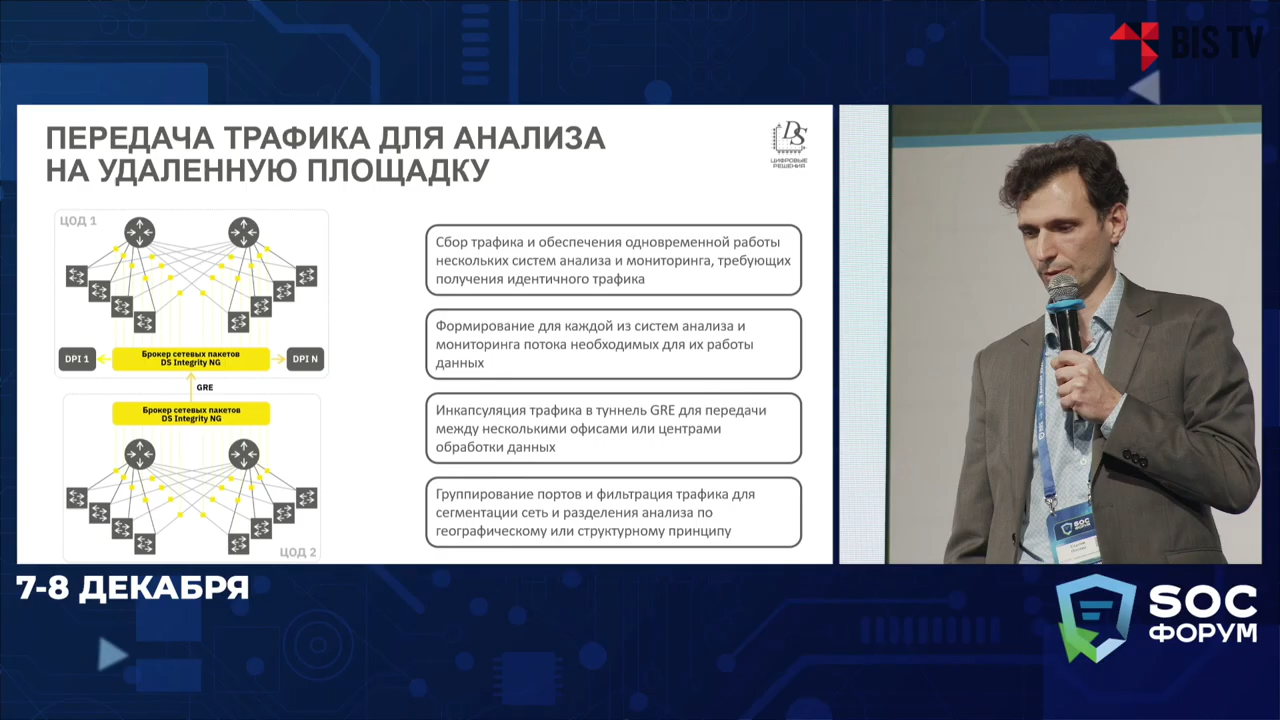 BIS TV
ПЕРЕДАЧА ТРАФИКА ДЛЯ АНАЛИЗА
НА УДАЛЕННУЮ ПЛОЩАДКУ
DS
ЦИФРОВЫЕ
РЕШЕНИЯ
ЦОД 1
DPI 1
Брокер сетевых пакетов
DS Integrity NG
DPI N
GRE
Брокер сетевых пакетов
DS Integrity NG
ЦОД 2
Сбор трафика и обеспечения одновременной работы
нескольких систем анализа и мониторинга, требующих
получения идентичного трафика
Формирование для каждой из систем анализа и
мониторинга потока необходимых для их работы
данных
Инкапсуляция трафика в туннель GRE для передачи
между несколькими офисами или центрами
обработки данных
Группирование портов и фильтрация трафика для
сегментации сеть и разделения анализа по
географическому или структурному принципу
SOC
7-8 ДЕКАБРЯ
SOC
ФОРУМ